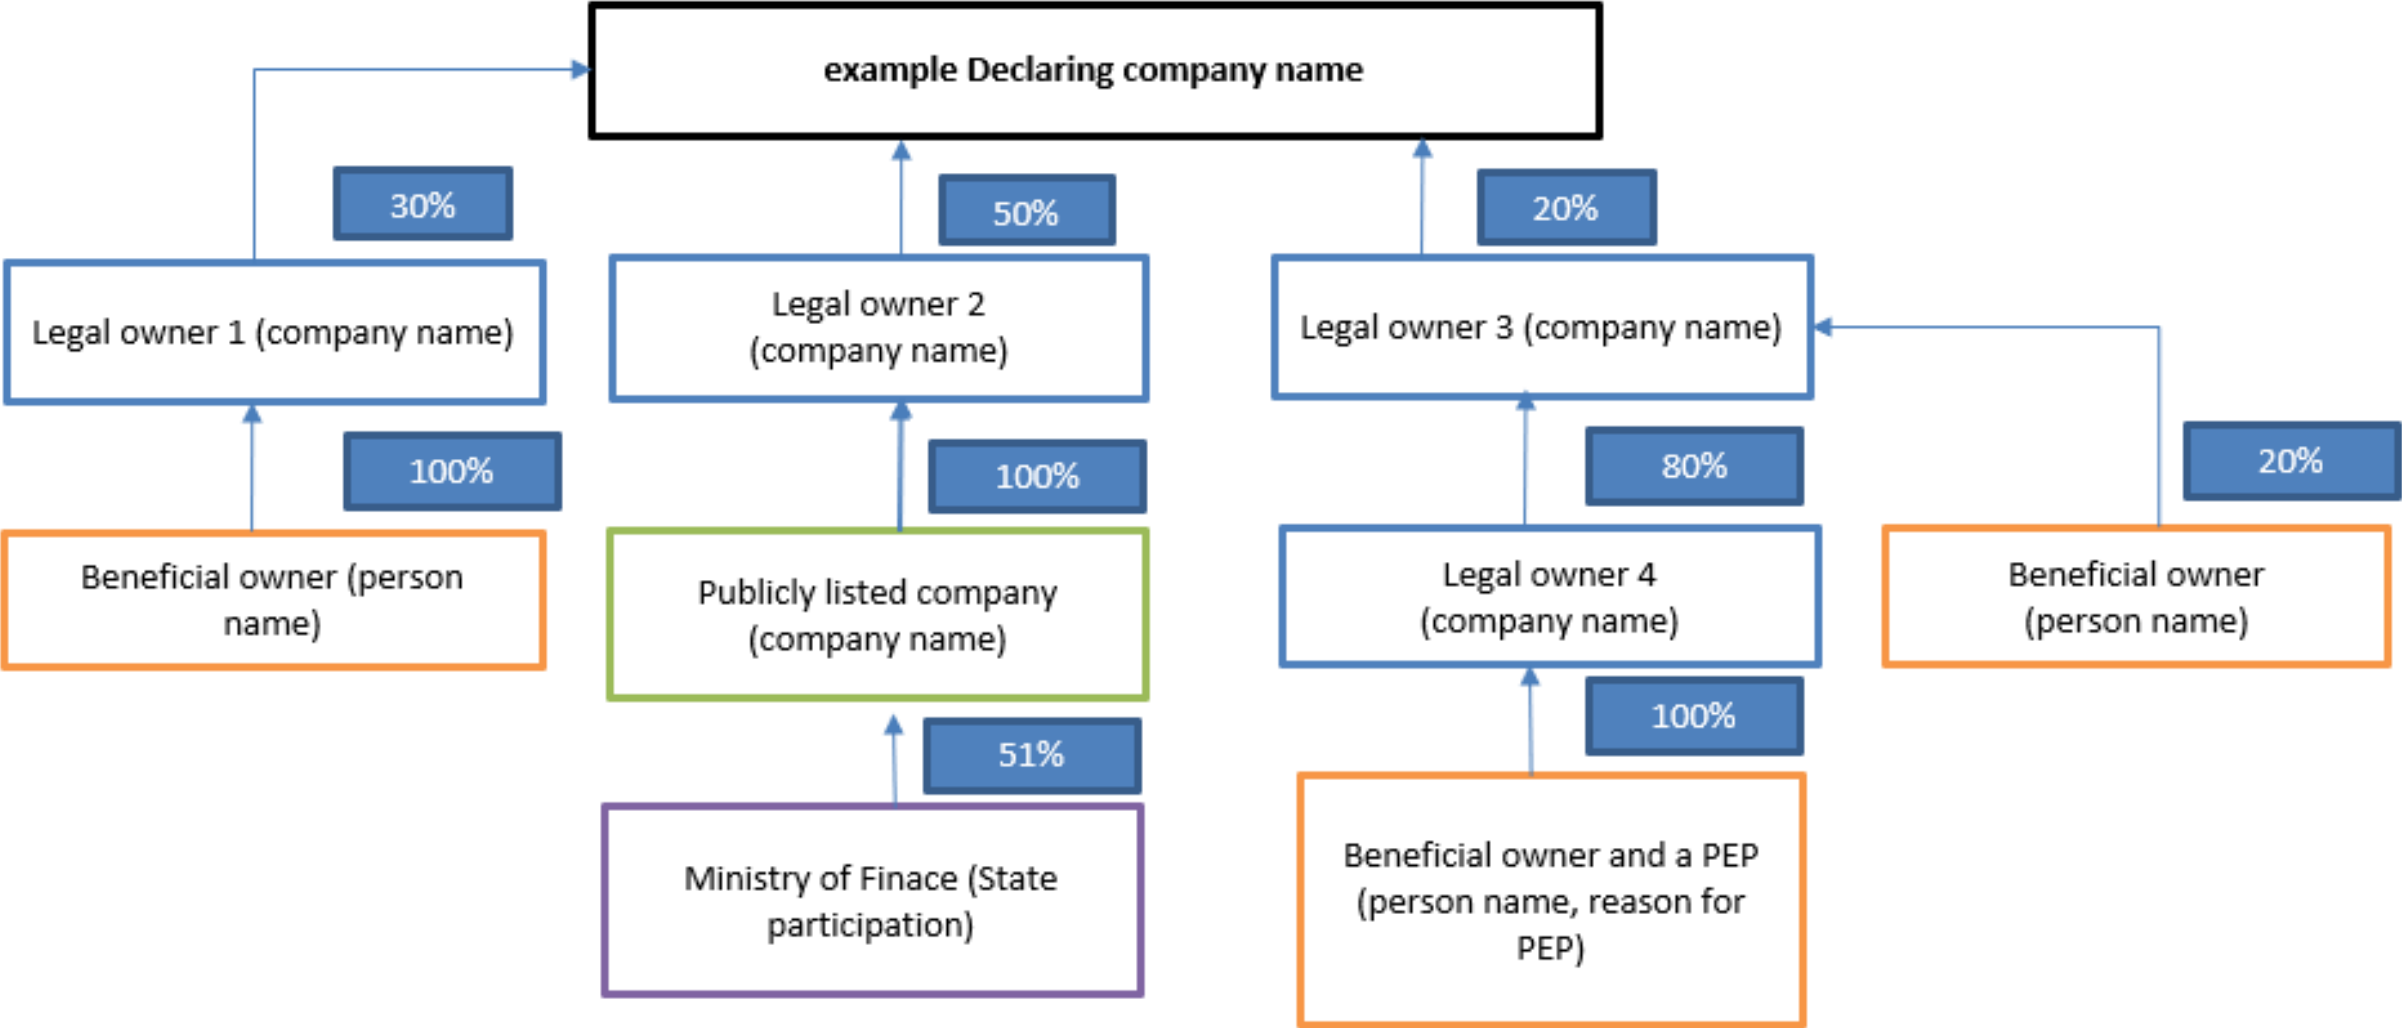 example Declaring company name
30%
50%
20%
Legal owner 1 (company name)
Legal owner 2
(company name)
Legal owner 3 (company name)
100%
100%
80%
20%
Beneficial owner (person
name)
Publicly listed company
(company name)
Legal owner 4
(company name)
Beneficial owner
(person name)
51%
100%
Ministry of Finace (State
participation)
Beneficial owner and a PEP
(person name, reason for
PEP)